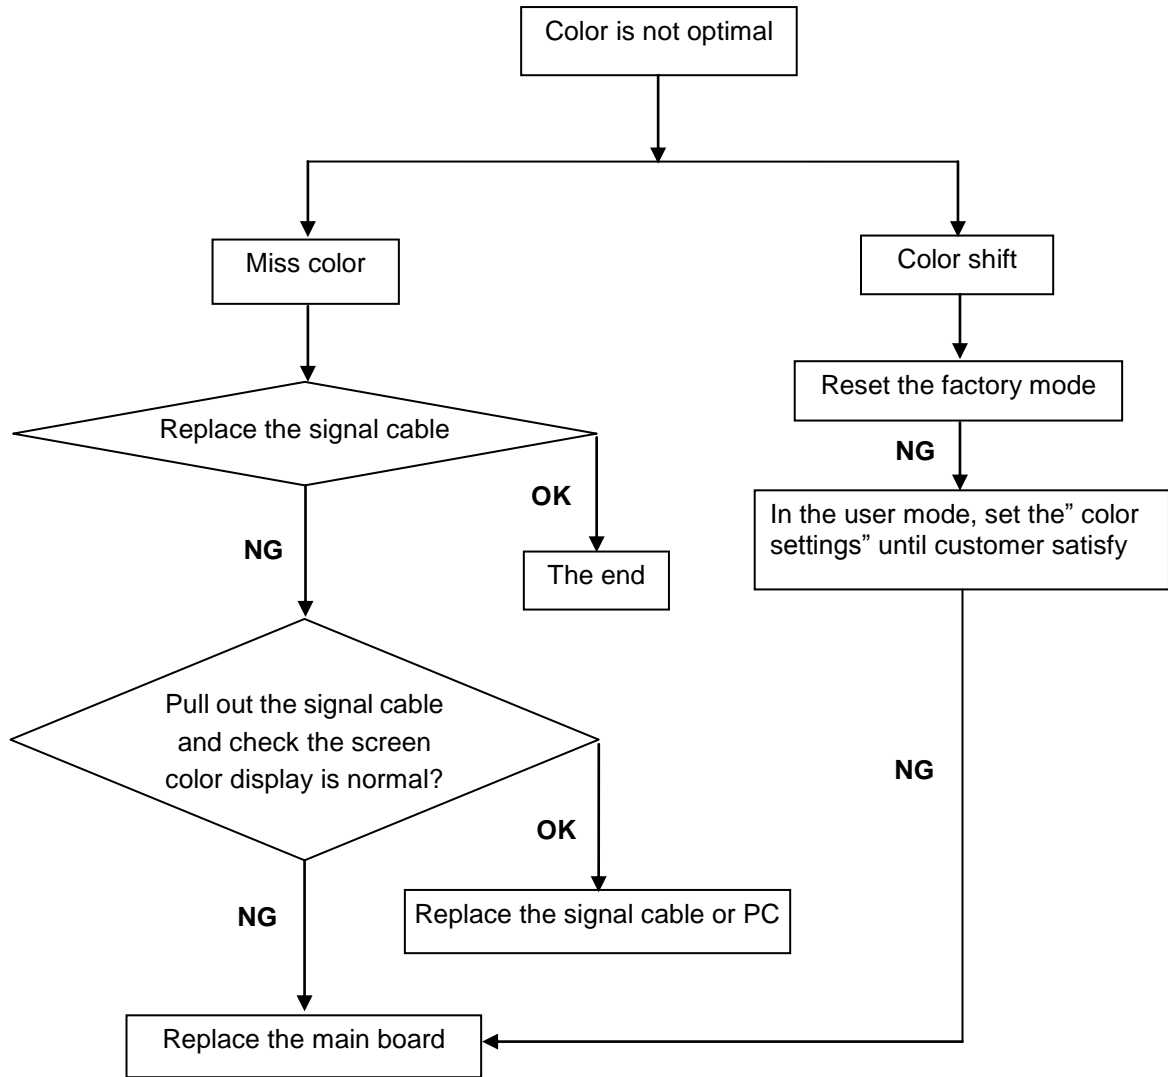 Color is not optimal
Miss color
Color shift
Replace the signal cable
Reset the factory mode
NG
OK
In the user mode, set the” color
settings” until customer satisfy
NG
The end
Pull out the signal cable
and check the screen
color display is normal?
NG
OK
NG
Replace the signal cable or PC
Replace the main board